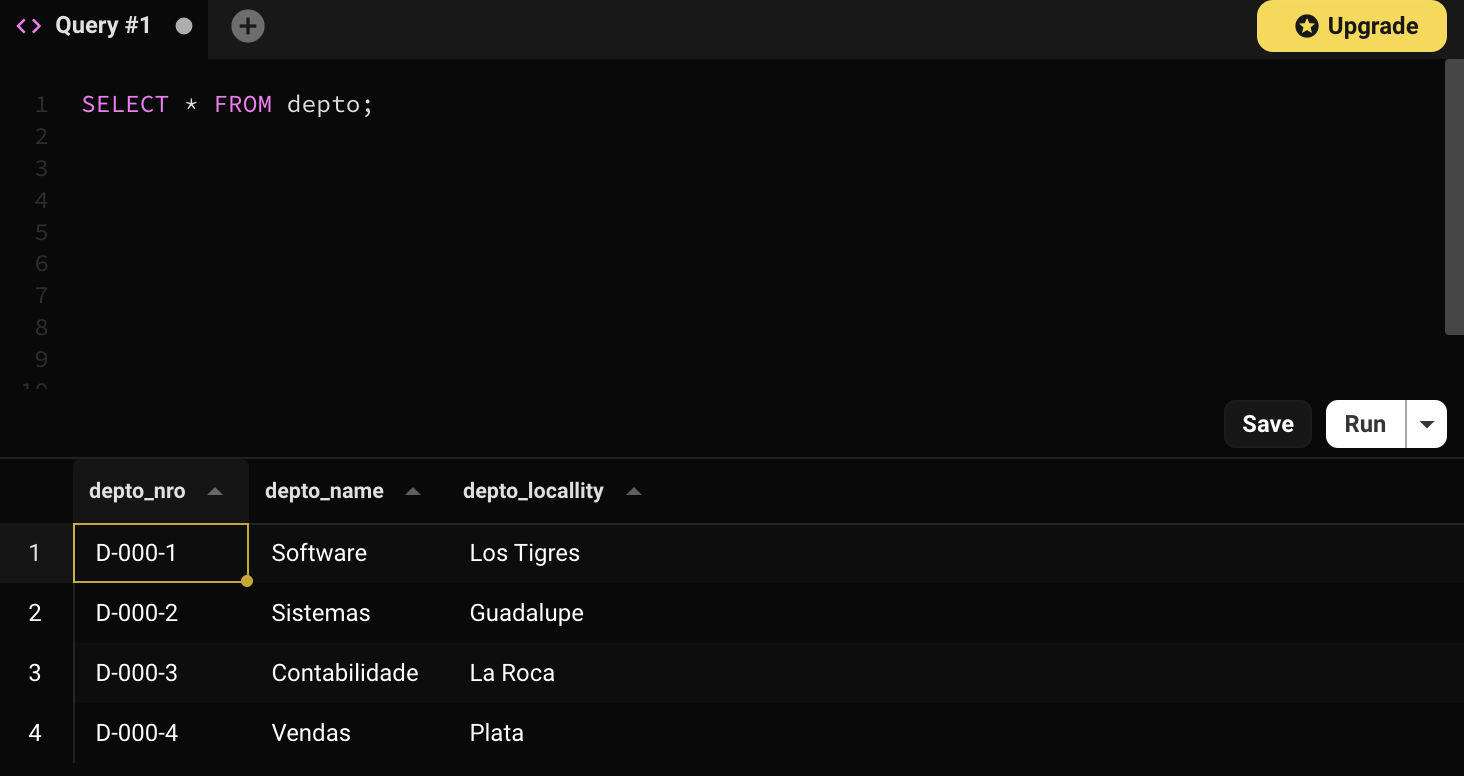 <> Query #1
Upgrade
1 SELECT * FROM depto;
2
3
4
5
6
7
8
9
10
Save Run
depto_nro depto_name depto_locallity
1 D-000-1 Software Los Tigres
2 D-000-2 Sistemas Guadalupe
3 D-000-3 Contabilidade La Roca
4 D-000-4 Vendas Plata